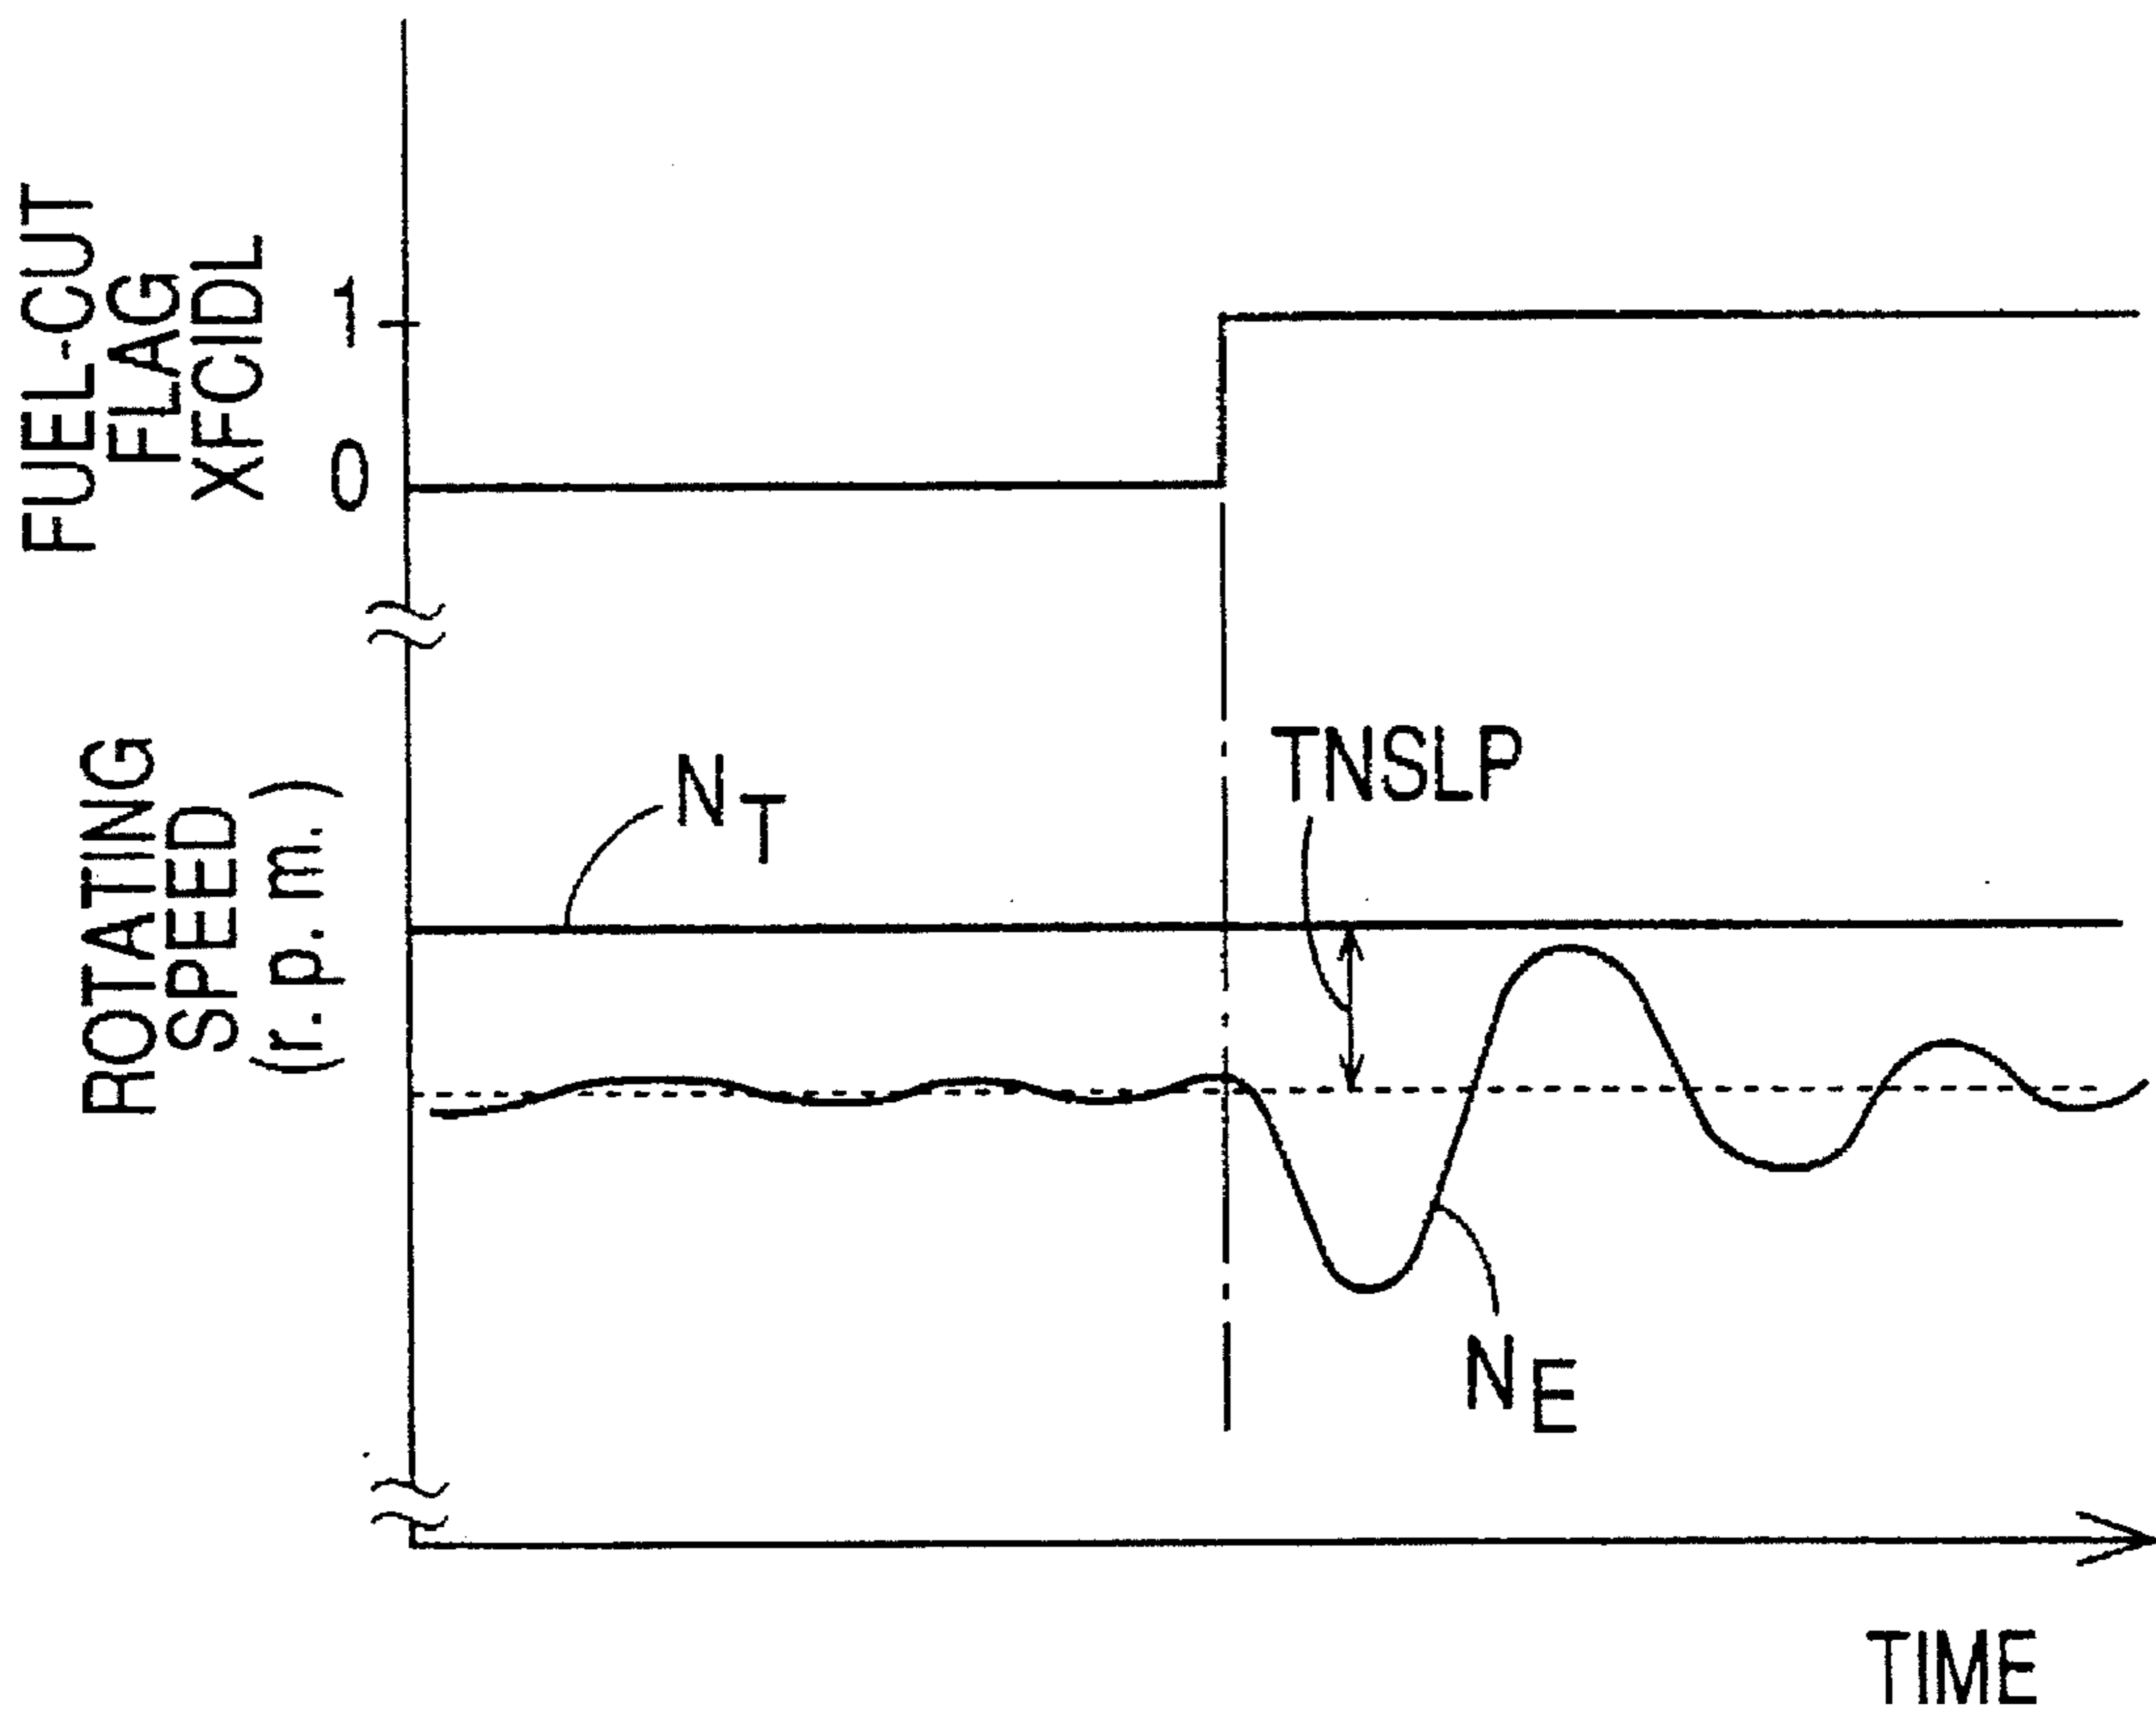 FUEL-CUT
FLAG
XFCIDL
1
0
ROTATING
SPEED
(r. p. m. )
NT
TNSLP
NE
TIME